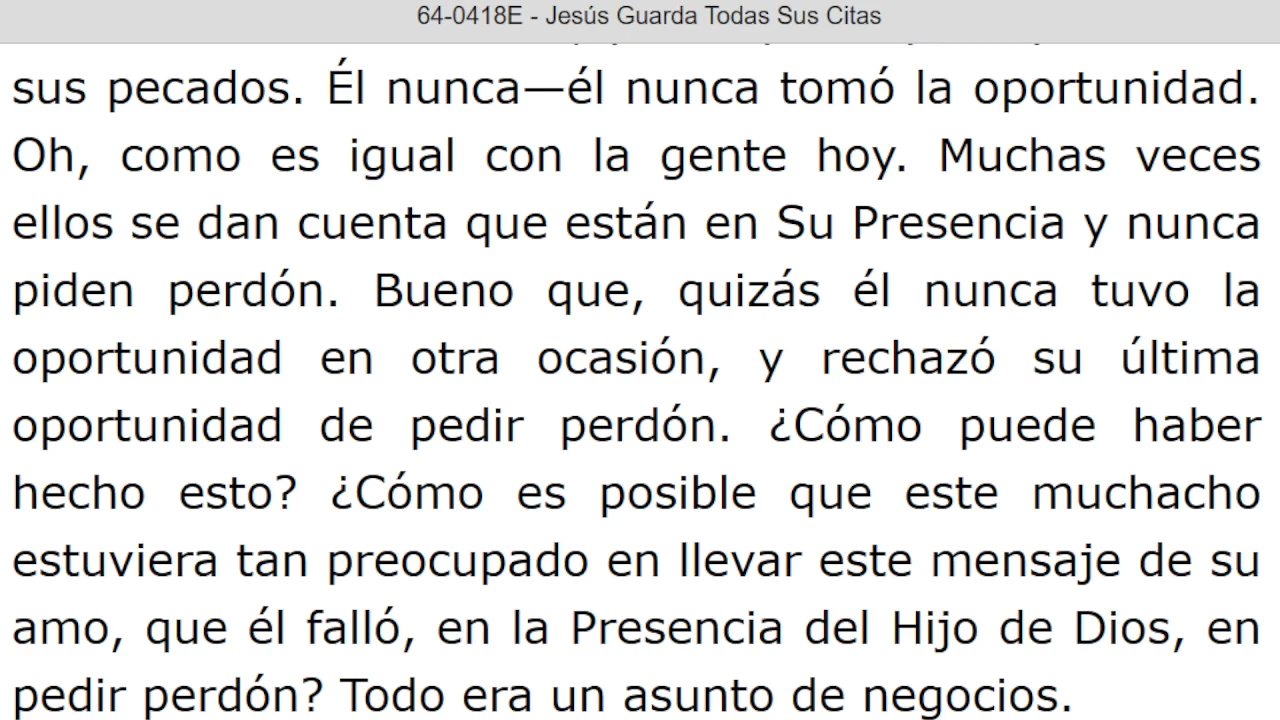 64-0418E - Jesús Guarda Todas Sus Citas
sus pecados. Él nunca—él nunca tomó la oportunidad.
Oh, como es igual con la gente hoy. Muchas veces
ellos se dan cuenta que están en Su Presencia y nunca
piden perdón. Bueno que, quizás él nunca tuvo la
oportunidad en otra ocasión, y rechazó su última
oportunidad de pedir perdón. ¿Cómo puede haber
hecho esto? ¿Cómo es posible que este muchacho
estuviera tan preocupado en llevar este mensaje de su
amo, que él falló, en la Presencia del Hijo de Dios, en
pedir perdón? Todo era un asunto de negocios.